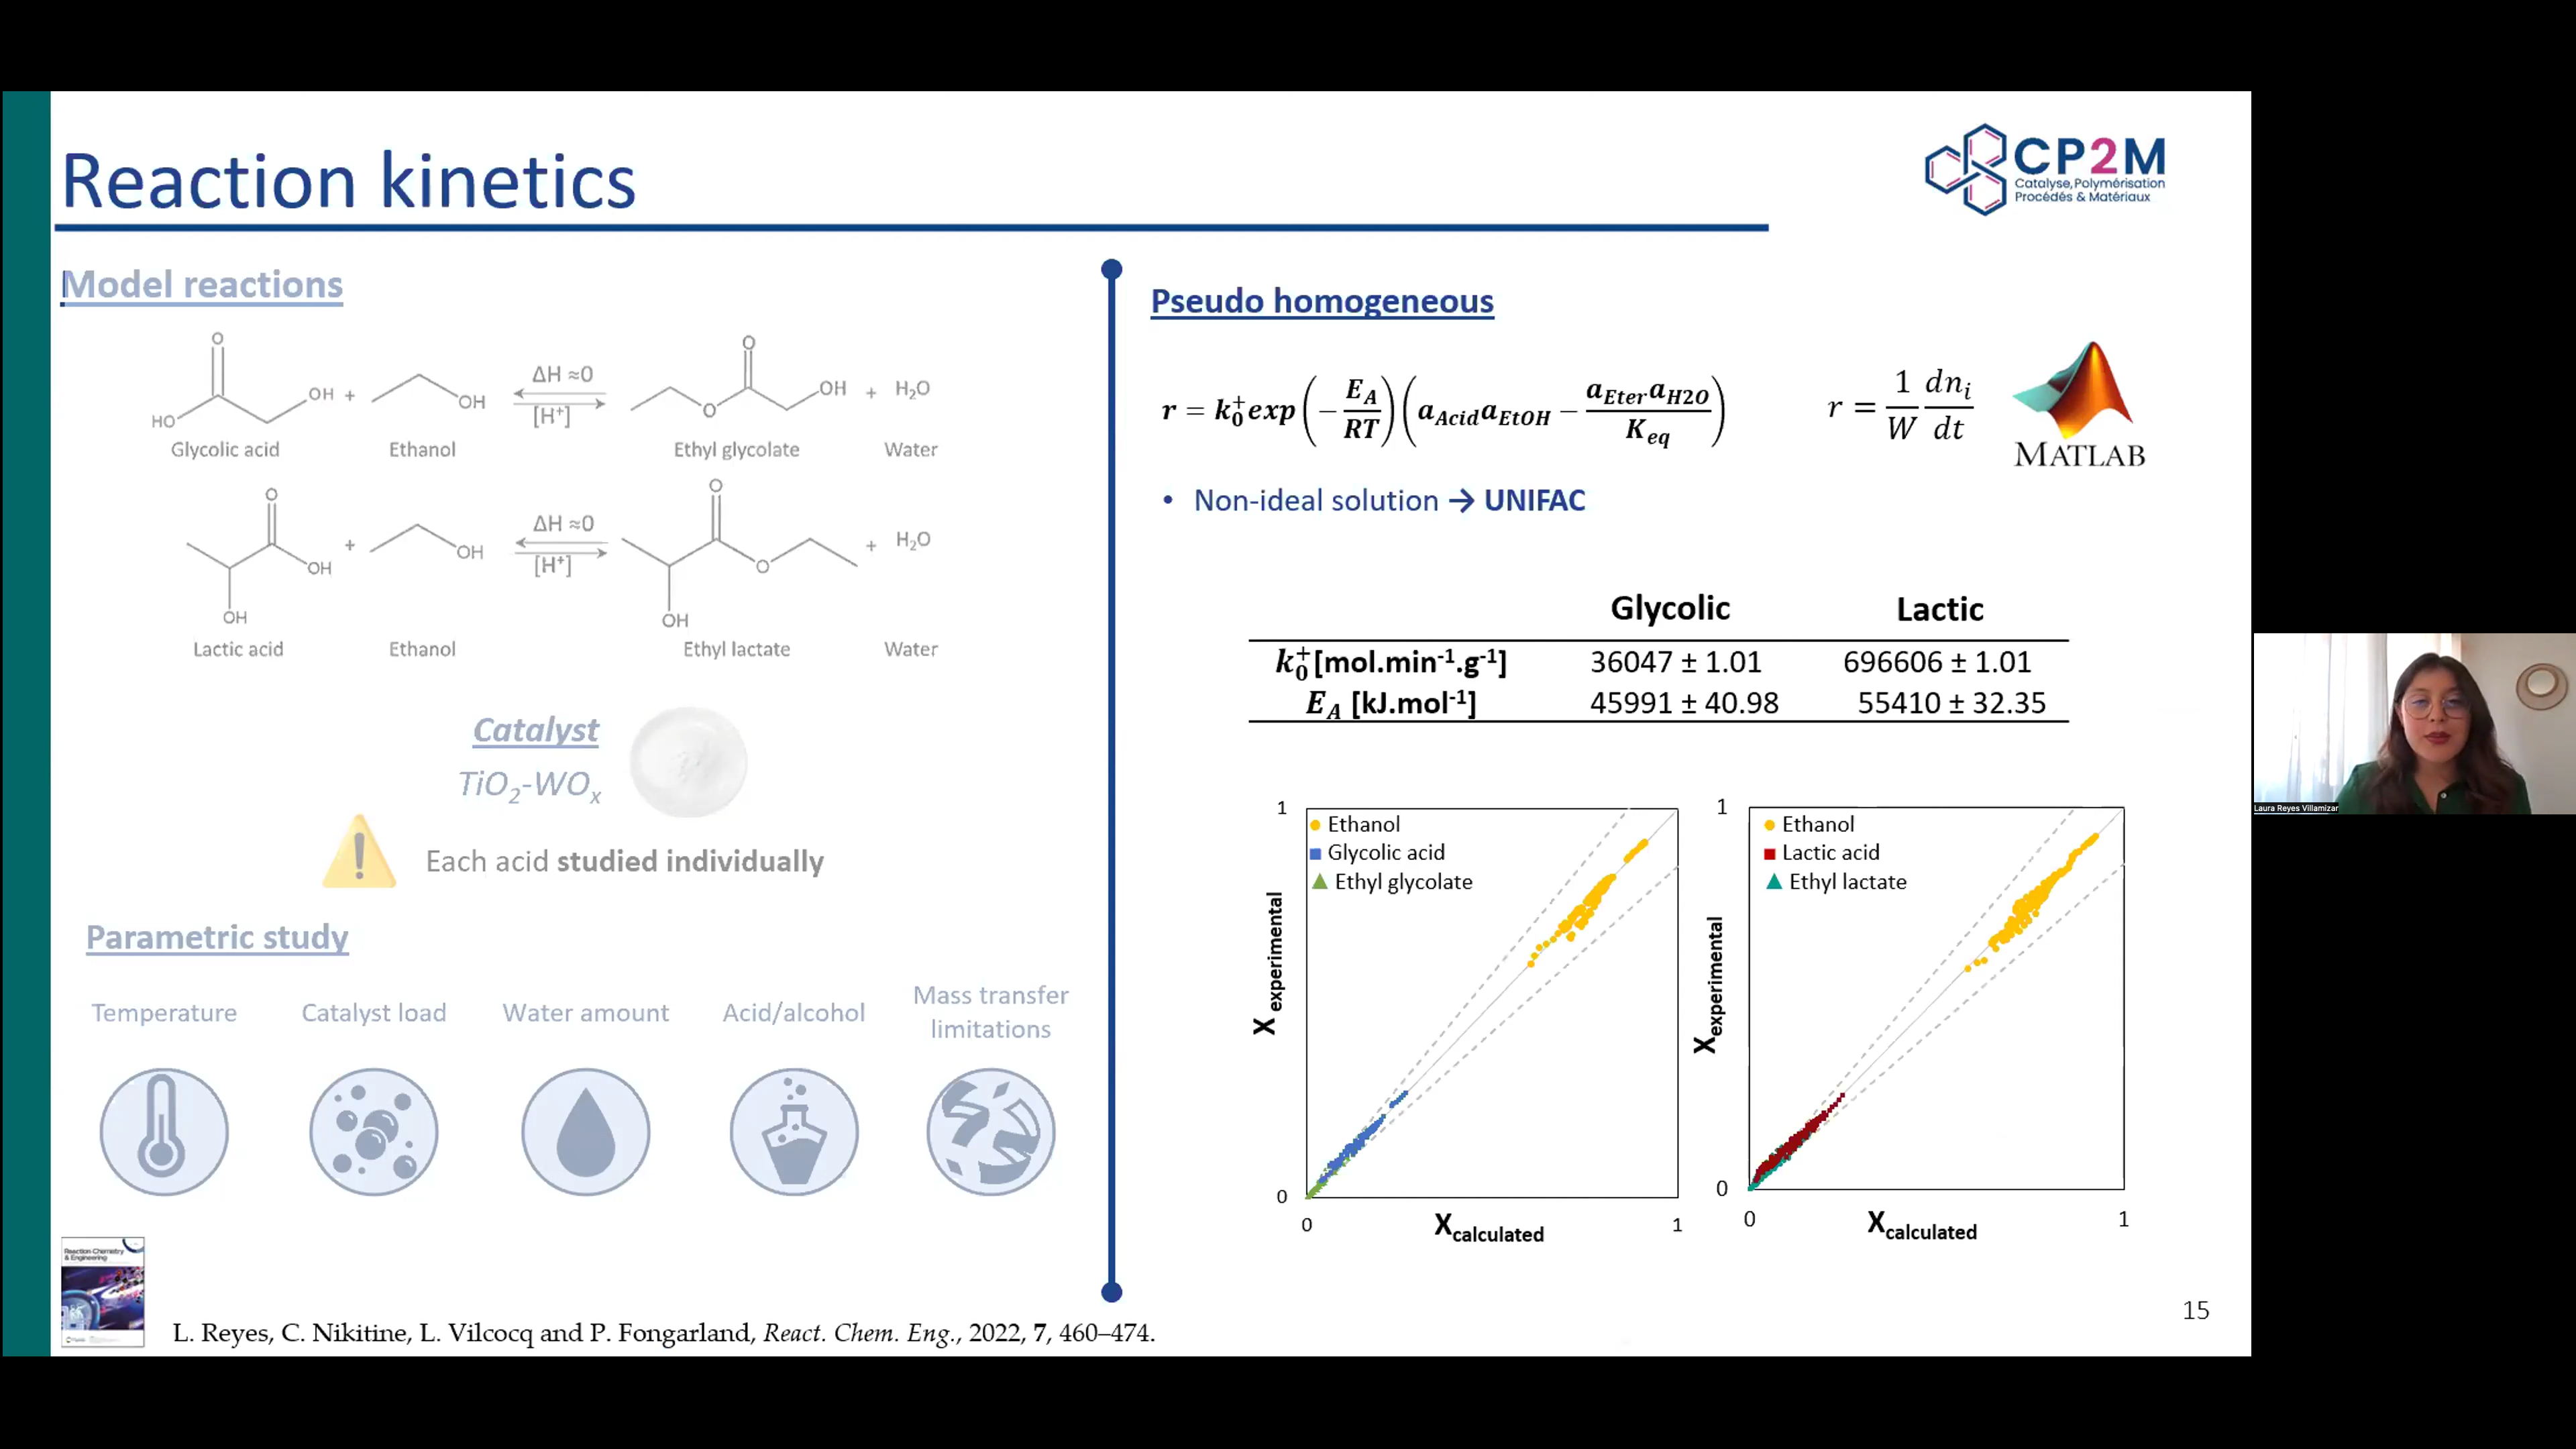 Reaction kinetics
CP2M
Catalyse, Polymérisation
Procédés & Matériaux
Model reactions
O
HO
OH
+
OH
ΔH ≈0
[H⁺]
O
O
OH
+
H₂O
Glycolic acid
Ethanol
Ethyl glycolate
Water
O
OH
OH
+
OH
ΔH ≈0
[H⁺]
O
O
OH
+
H₂O
Lactic acid
Ethanol
Ethyl lactate
Water
Catalyst
TiO₂-WOₓ
Each acid studied individually
Parametric study
Temperature
Catalyst load
Water amount
Acid/alcohol
Mass transfer
limitations
Reaction Chemistry
& Engineering
L. Reyes, C. Nikitine, L. Vilcocq and P. Fongarland, React. Chem. Eng., 2022, 7, 460–474.
Pseudo homogeneous
r = k₀⁺exp(−E_A/RT)(a_Acid a_EtOH − a_Eter a_H2O/K_eq)
r = 1/W dnᵢ/dt
MATLAB
• Non-ideal solution → UNIFAC
Glycolic Lactic
k₀⁺[mol.min⁻¹.g⁻¹] 36047 ± 1.01 696606 ± 1.01
E_A [kJ.mol⁻¹] 45991 ± 40.98 55410 ± 32.35
1
Ethanol
Glycolic acid
Ethyl glycolate
X experimental
0
0
X calculated
1
1
Ethanol
Lactic acid
Ethyl lactate
X experimental
0
0
X calculated
1
15
Laura Reyes Villamizar